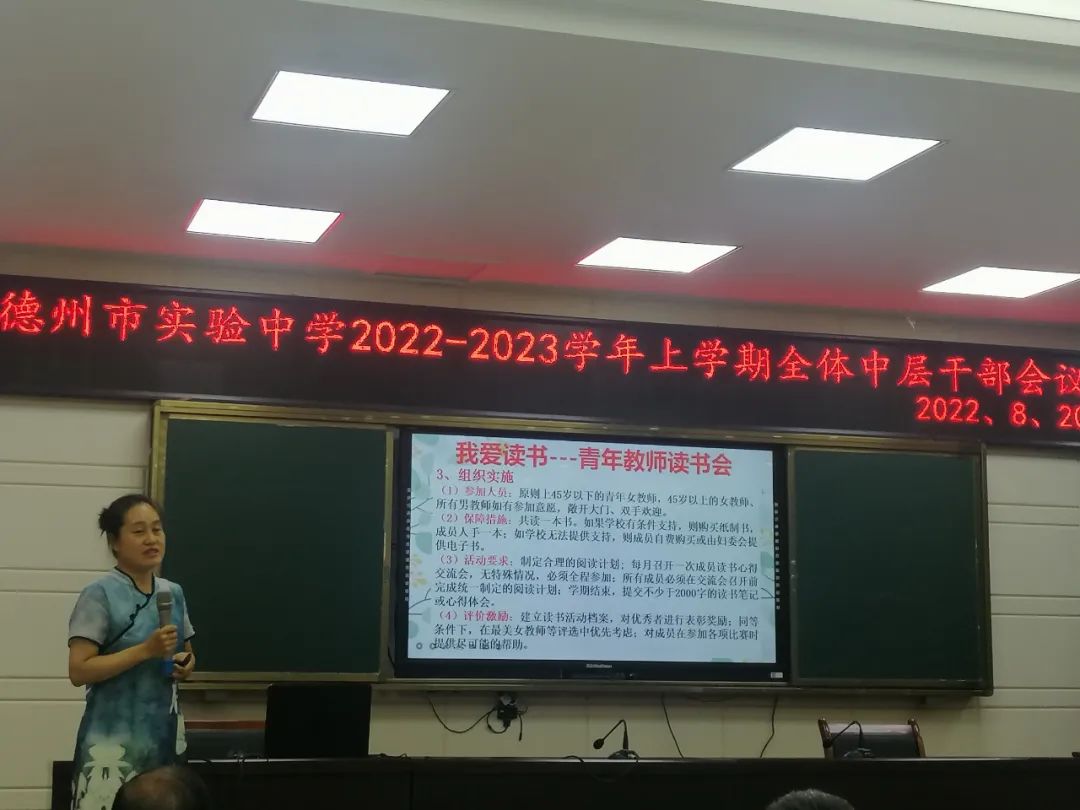 德州市实验中学2022-2023学年上学期全体中层干部会议
2022、8、20
我爱读书---青年教师读书会
3、组织实施
（1）参加人员：原则上45岁以下的青年女教师，45岁以上的女教师、
所有男教师如有参加意愿，敞开大门、双手欢迎。
（2）保障措施：共读一本书。如果学校有条件支持，则购买纸制书，
成员人手一本；如学校无法提供支持，则成员自费购买或由妇委会提
供电子书。
（3）活动要求：制定合理的阅读计划；每月召开一次成员读书心得
交流会，无特殊情况，必须全程参加；所有成员必须在交流会召开前
完成统一制定的阅读计划；学期结束，提交不少于2000字的读书笔记
或心得体会。
（4）评价激励：建立读书活动档案，对优秀者进行表彰奖励；同等
条件下，在最美女教师等评选中优先考虑；对成员在参加各项比赛时
提供尽可能的帮助。